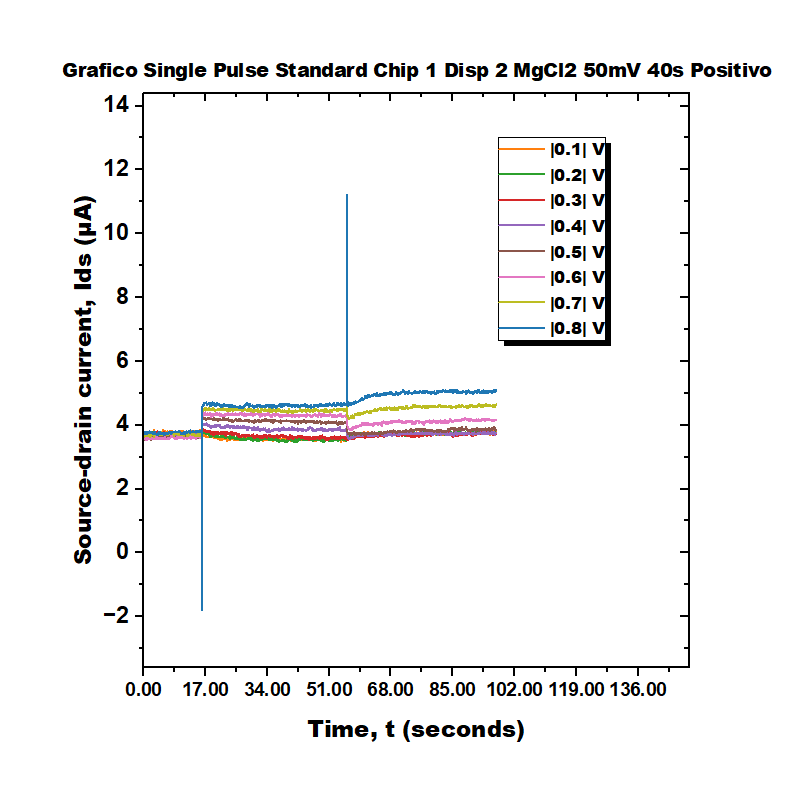 Grafico Single Pulse Standard Chip 1 Disp 2 MgCl2 50mV 40s Positivo
14
12
10
8
6
4
2
0
−2
Source-drain current, Ids (µA)
|0.1| V
|0.2| V
|0.3| V
|0.4| V
|0.5| V
|0.6| V
|0.7| V
|0.8| V
0.00 17.00 34.00 51.00 68.00 85.00 102.00 119.00 136.00
Time, t (seconds)